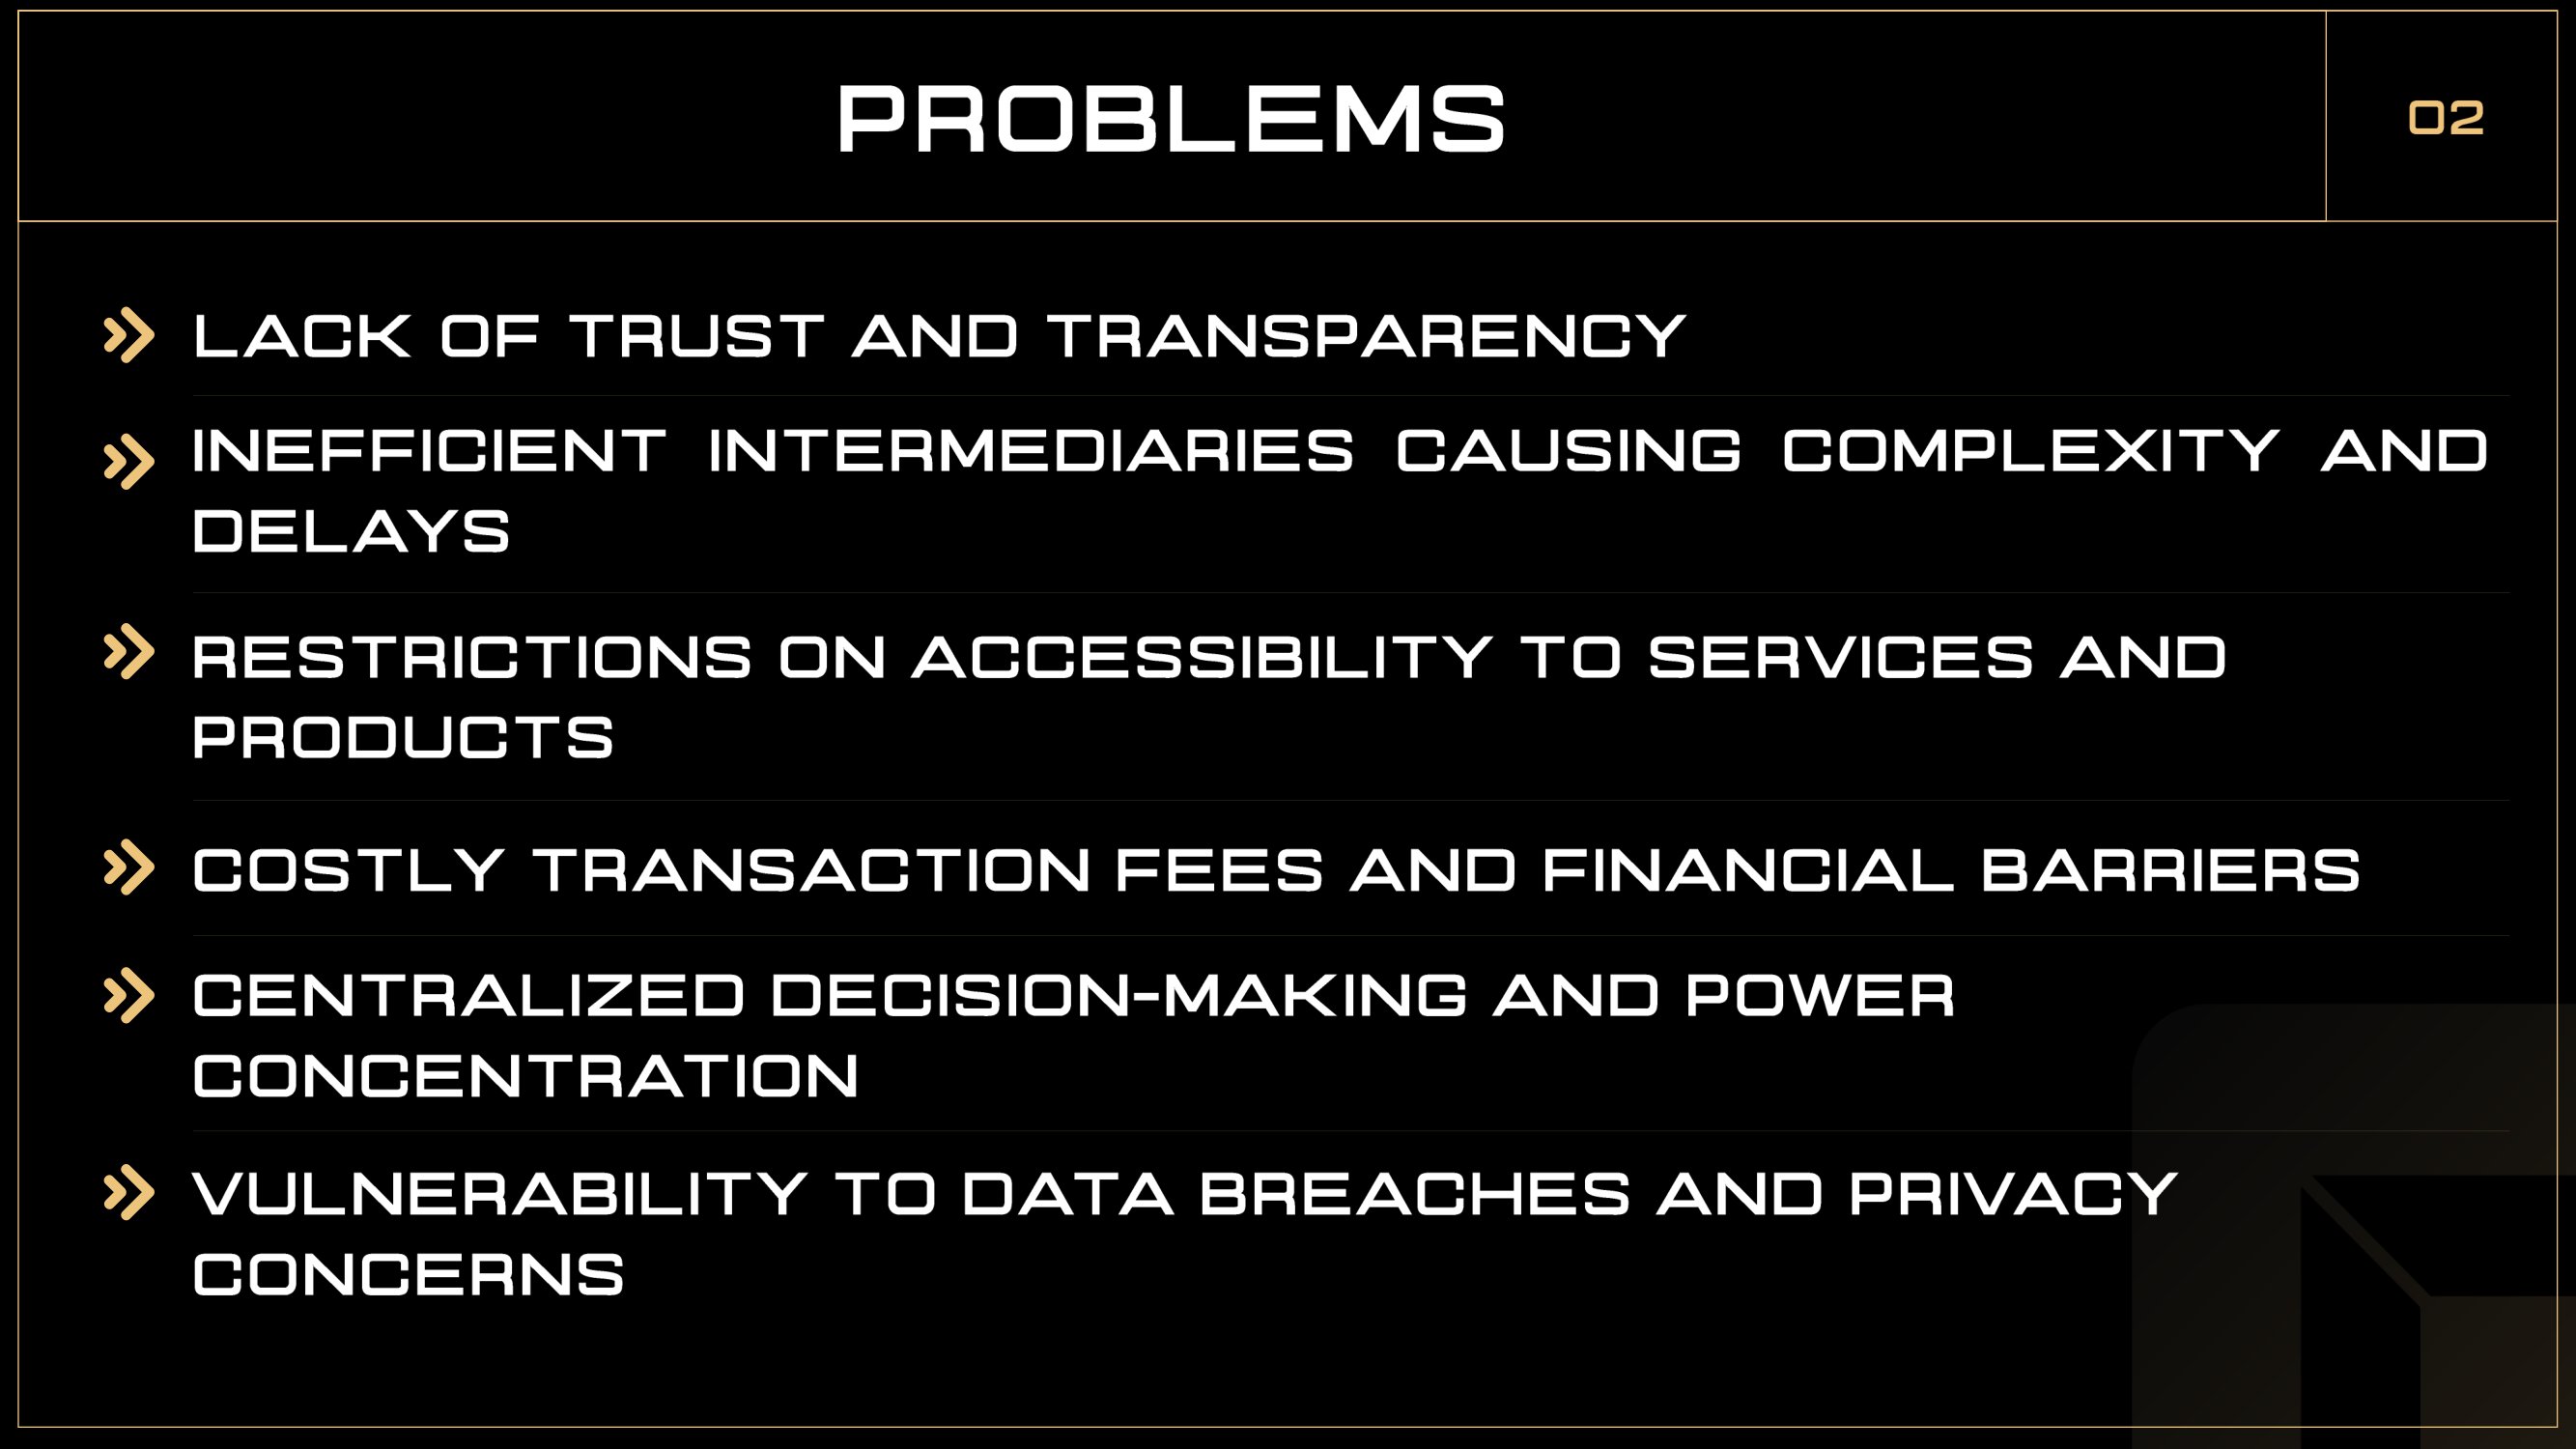 PROBLEMS
02
LACK OF TRUST AND TRANSPARENCY
INEFFICIENT INTERMEDIARIES CAUSING COMPLEXITY AND
DELAYS
RESTRICTIONS ON ACCESSIBILITY TO SERVICES AND
PRODUCTS
COSTLY TRANSACTION FEES AND FINANCIAL BARRIERS
CENTRALIZED DECISION-MAKING AND POWER
CONCENTRATION
VULNERABILITY TO DATA BREACHES AND PRIVACY
CONCERNS